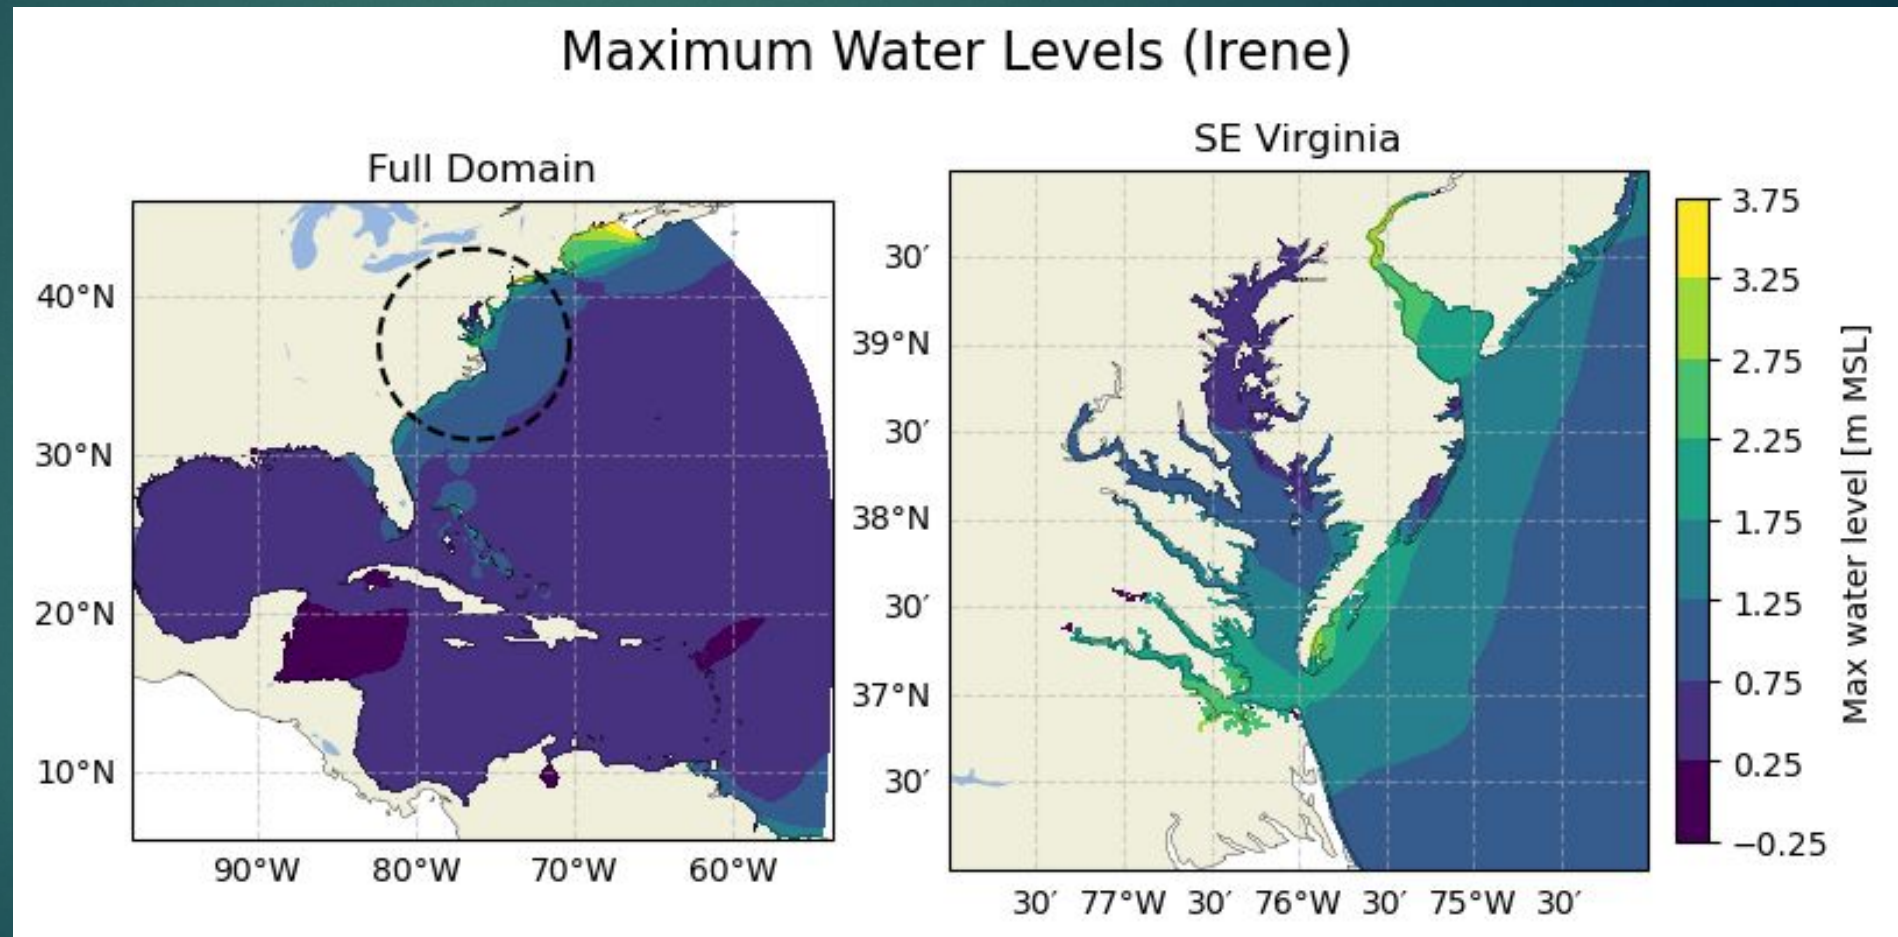 Maximum Water Levels (Irene)
Full Domain
40°N
30°N
20°N
10°N
90°W 80°W 70°W 60°W
SE Virginia
30′
39°N
30′
38°N
30′
37°N
30′
30′ 77°W 30′ 76°W 30′ 75°W 30′
3.75
3.25
2.75
2.25
1.75
1.25
0.75
0.25
−0.25
Max water level [m MSL]